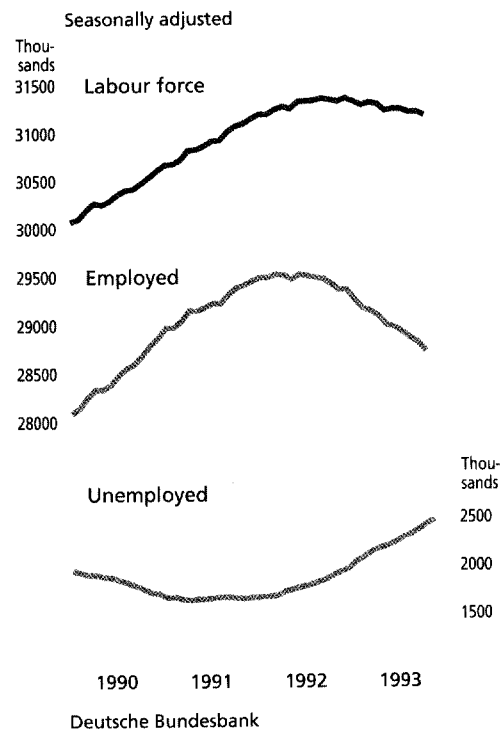 Seasonally adjusted
Thou-
sands
31500
Labour force
31000
30500
30000
29500
Employed
29000
28500
28000
Thou-
sands
Unemployed
2500
2000
1500
1990 1991 1992 1993
Deutsche Bundesbank